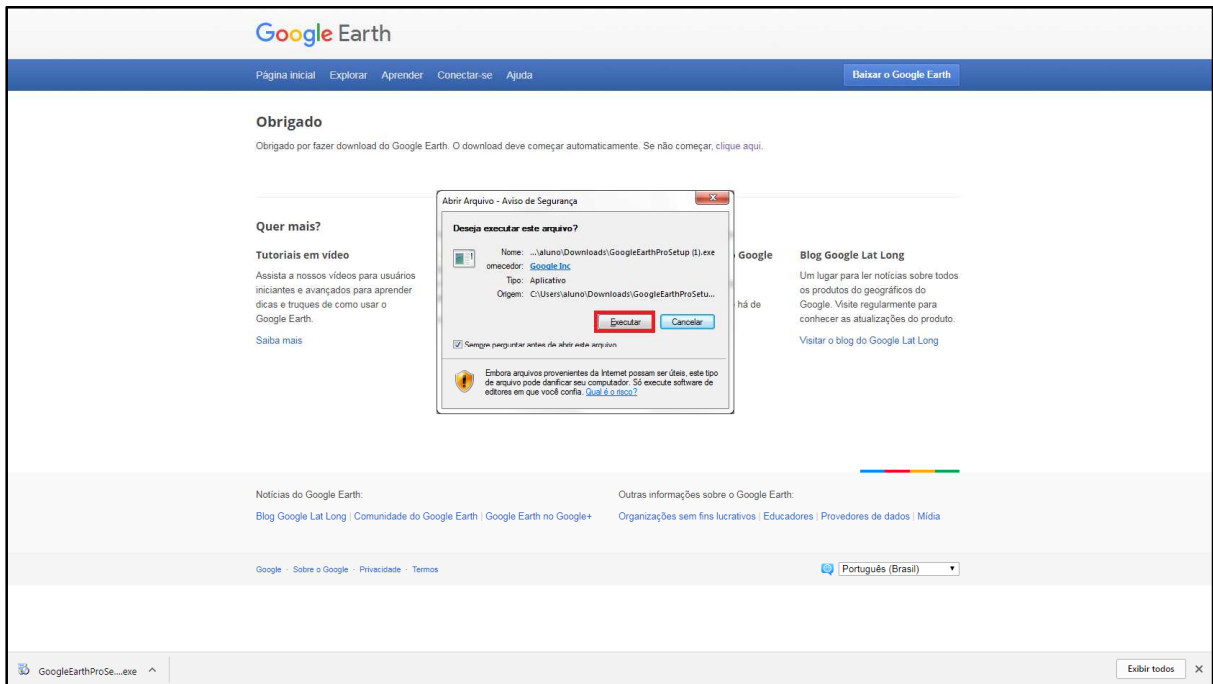 Google Earth
Página inicial Explorar Aprender Conectar-se Ajuda Baixar o Google Earth
Obrigado
Obrigado por fazer download do Google Earth. O download deve começar automaticamente. Se não começar, clique aqui.
Abrir Arquivo - Aviso de Segurança
Deseja executar este arquivo?
Nome: ...\aluno\Downloads\GoogleEarthProSetup (1).exe
ornecedor: Google Inc
Tipo: Aplicativo
Origem: C:\Users\aluno\Downloads\GoogleEarthProSetu...
Executar Cancelar
Sempre perguntar antes de abrir este arquivo
Embora arquivos provenientes da Internet possam ser úteis, este tipo
de arquivo pode danificar seu computador. Só execute software de
editores em que você confia. Qual é o risco?
Quer mais?
Tutoriais em vídeo
Assista a nossos vídeos para usuários
iniciantes e avançados para aprender
dicas e truques de como usar o
Google Earth.
Saiba mais
Google
há de
Blog Google Lat Long
Um lugar para ler notícias sobre todos
os produtos do geográficos do
Google. Visite regularmente para
conhecer as atualizações do produto.
Visitar o blog do Google Lat Long
Notícias do Google Earth:
Blog Google Lat Long | Comunidade do Google Earth | Google Earth no Google+
Outras informações sobre o Google Earth:
Organizações sem fins lucrativos | Educadores | Provedores de dados | Mídia
Google · Sobre o Google · Privacidade · Termos
Português (Brasil)
GoogleEarthProSe....exe
Exibir todos